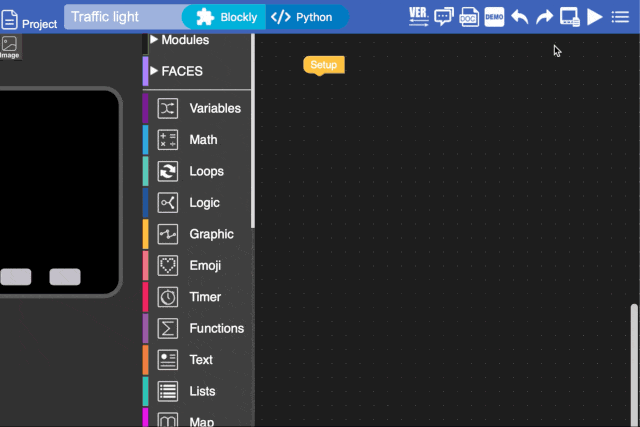 Project
Traffic light
Blockly
</> Python
VER
DOC
DEMO
Image
Modules
FACES
Setup
Variables
Math
Loops
Logic
Graphic
Emoji
Timer
Functions
Text
Lists
Map